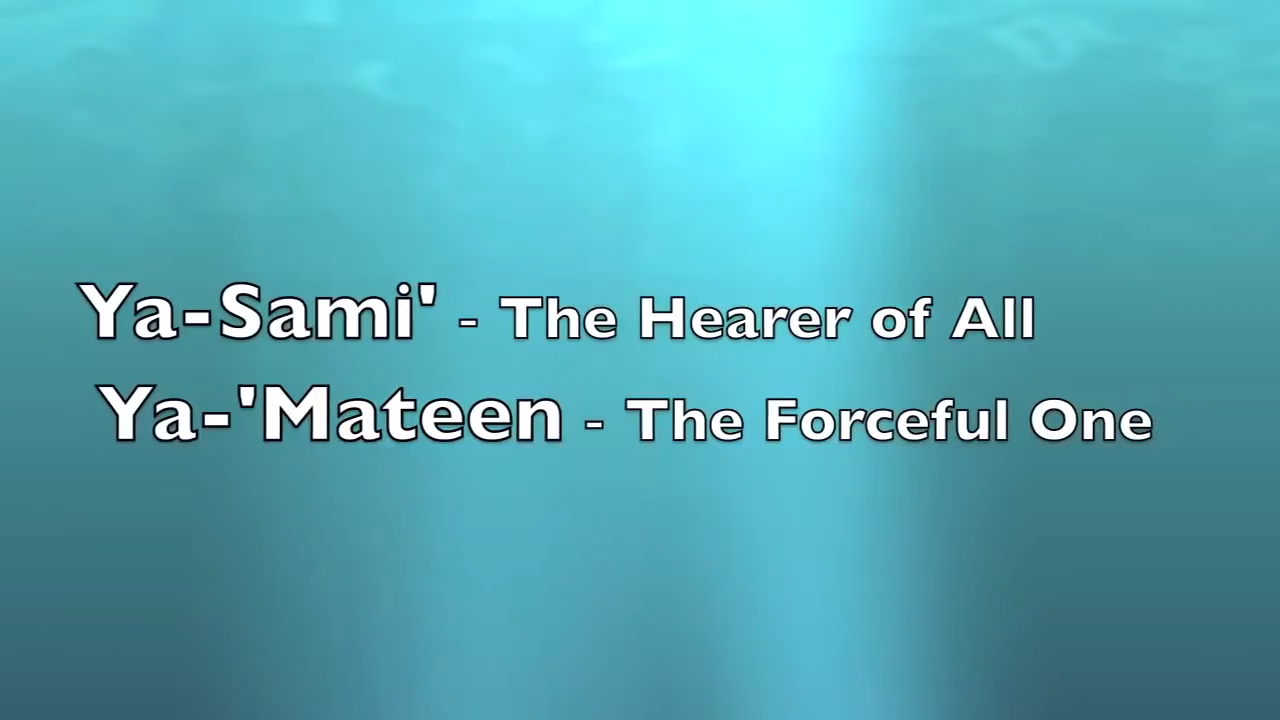 Ya-Sami' - The Hearer of All
Ya-'Mateen - The Forceful One